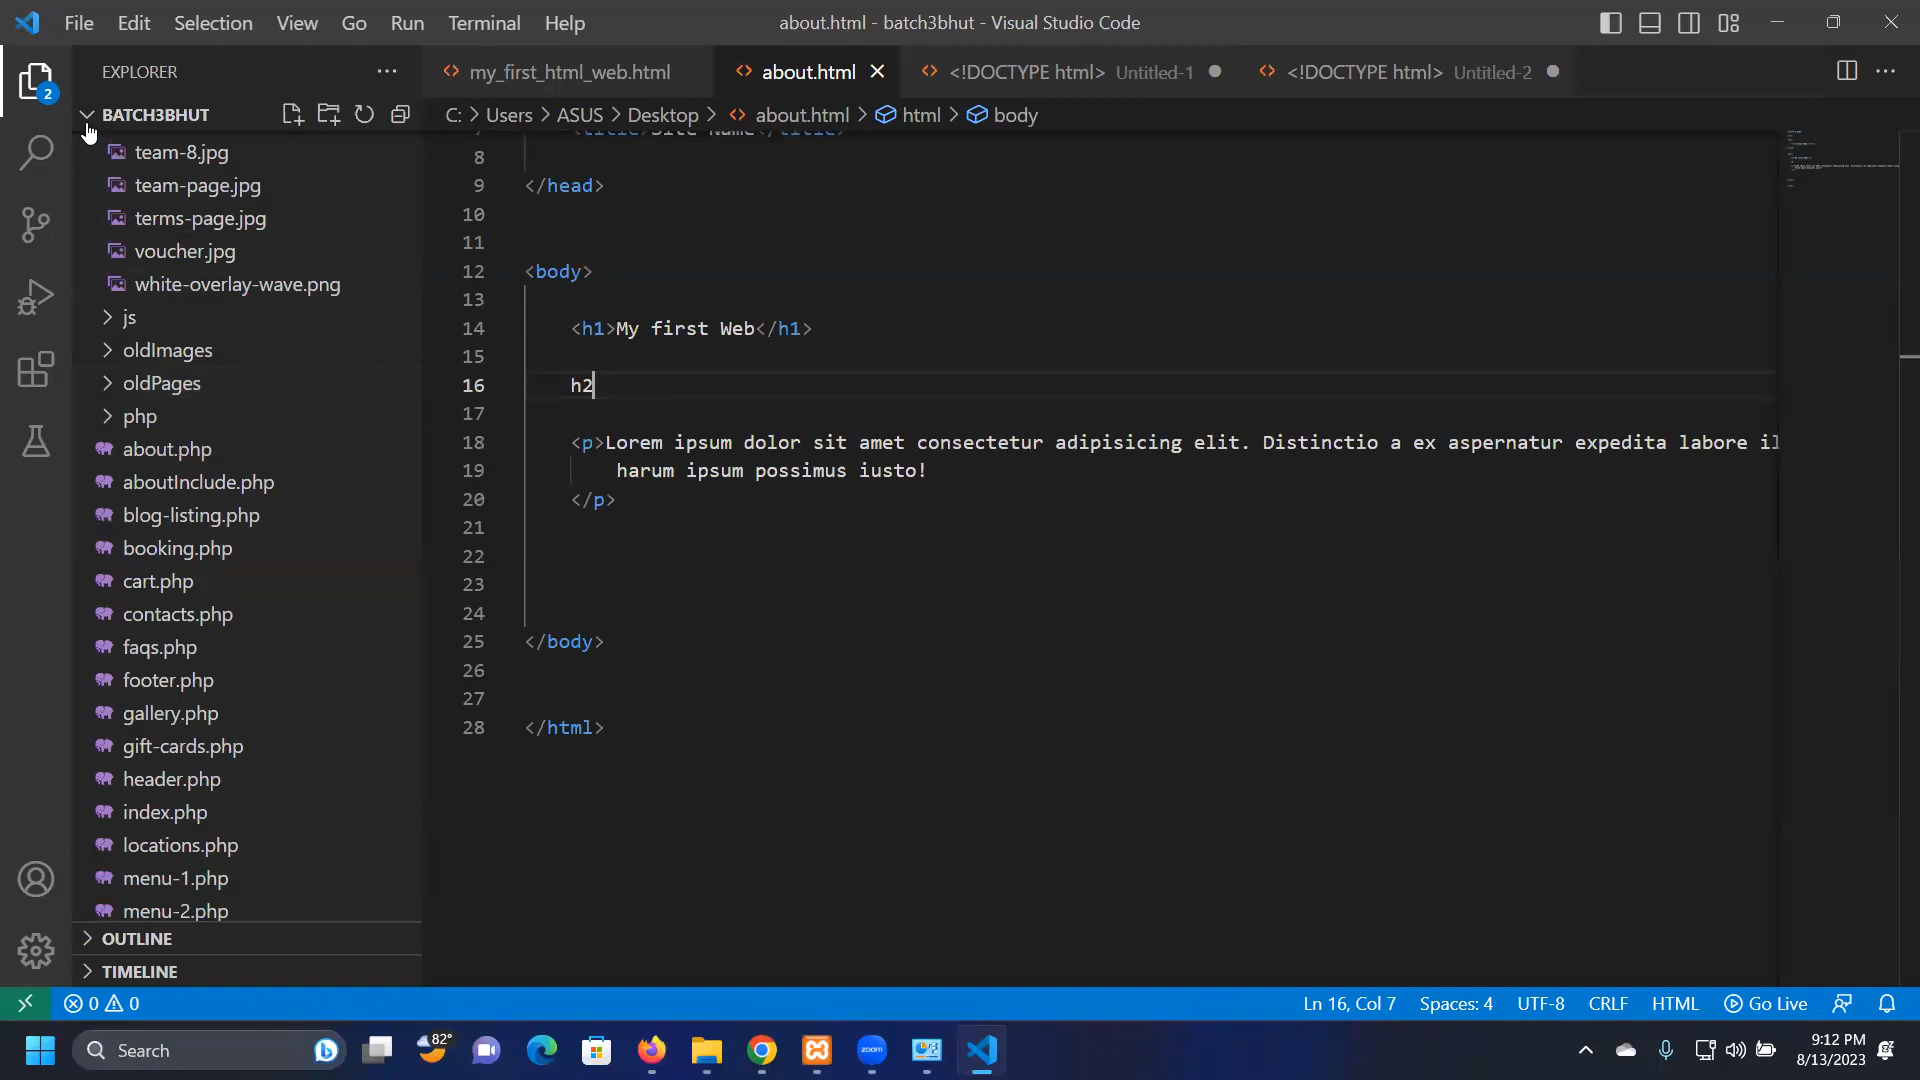 File Edit Selection View Go Run Terminal Help about.html - batch3bhut - Visual Studio Code
EXPLORER
my_first_html_web.html about.html <!DOCTYPE html> Untitled-1 <!DOCTYPE html> Untitled-2
2
BATCH3BHUT
C: > Users > ASUS > Desktop > about.html > html > body
team-8.jpg
team-page.jpg
terms-page.jpg
voucher.jpg
white-overlay-wave.png
js
oldImages
oldPages
php
about.php
aboutInclude.php
blog-listing.php
booking.php
cart.php
contacts.php
faqs.php
footer.php
gallery.php
gift-cards.php
header.php
index.php
locations.php
menu-1.php
menu-2.php
OUTLINE
TIMELINE
7 <title>Site Name</title>
8
9 </head>
10
11
12 <body>
13
14 <h1>My first Web</h1>
15
16 h2
17
18 <p>Lorem ipsum dolor sit amet consectetur adipisicing elit. Distinctio a ex aspernatur expedita labore il
19 harum ipsum possimus iusto!
20 </p>
21
22
23
24
25 </body>
26
27
28 </html>
0 0 Ln 16, Col 7 Spaces: 4 UTF-8 CRLF HTML Go Live
Search 82° zoom 9:12 PM
8/13/2023